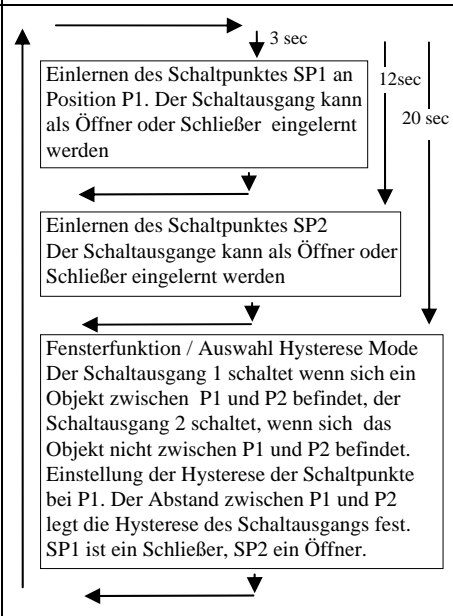 3 sec
Einlernen des Schaltpunktes SP1 an
Position P1. Der Schaltausgang kann
als Öffner oder Schließer eingelernt
werden
12sec
20 sec
Einlernen des Schaltpunktes SP2
Der Schaltausgange kann als Öffner oder
Schließer eingelernt werden
Fensterfunktion / Auswahl Hysterese Mode
Der Schaltausgang 1 schaltet wenn sich ein
Objekt zwischen P1 und P2 befindet, der
Schaltausgang 2 schaltet, wenn sich das
Objekt nicht zwischen P1 und P2 befindet.
Einstellung der Hysterese der Schaltpunkte
bei P1. Der Abstand zwischen P1 und P2
legt die Hysterese des Schaltausgangs fest.
SP1 ist ein Schließer, SP2 ein Öffner.